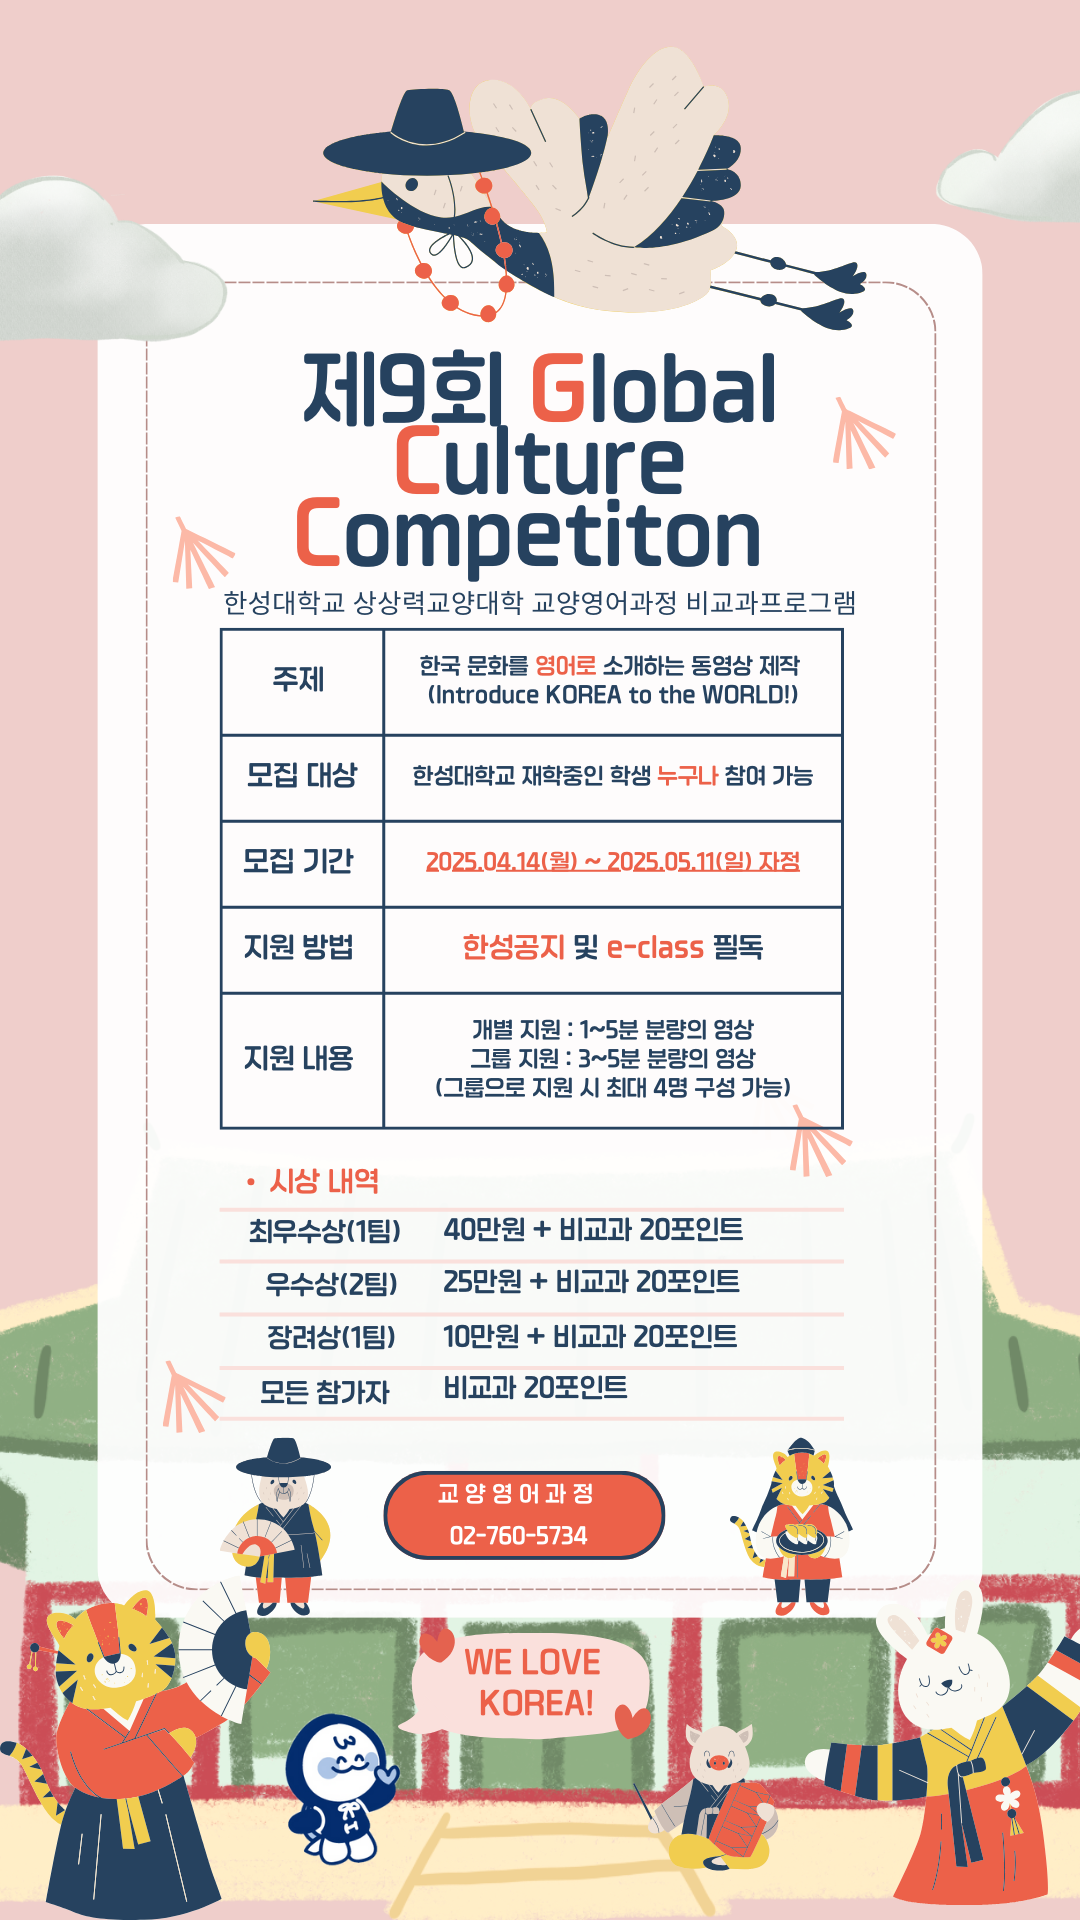 제9회 Global
Culture
Competiton
한성대학교 상상력교양대학 교양영어과정 비교과프로그램
주제
한국 문화를 영어로 소개하는 동영상 제작
(Introduce KOREA to the WORLD!)
모집 대상
한성대학교 재학중인 학생 누구나 참여 가능
모집 기간
2025.04.14(월) ~ 2025.05.11(일) 자정
지원 방법
한성공지 및 e-class 필독
지원 내용
개별 지원 : 1~5분 분량의 영상
그룹 지원 : 3~5분 분량의 영상
(그룹으로 지원 시 최대 4명 구성 가능)
• 시상 내역
최우수상(1팀) 40만원 + 비교과 20포인트
우수상(2팀) 25만원 + 비교과 20포인트
장려상(1팀) 10만원 + 비교과 20포인트
모든 참가자 비교과 20포인트
교양영어과정
02-760-5734
WE LOVE
KOREA!